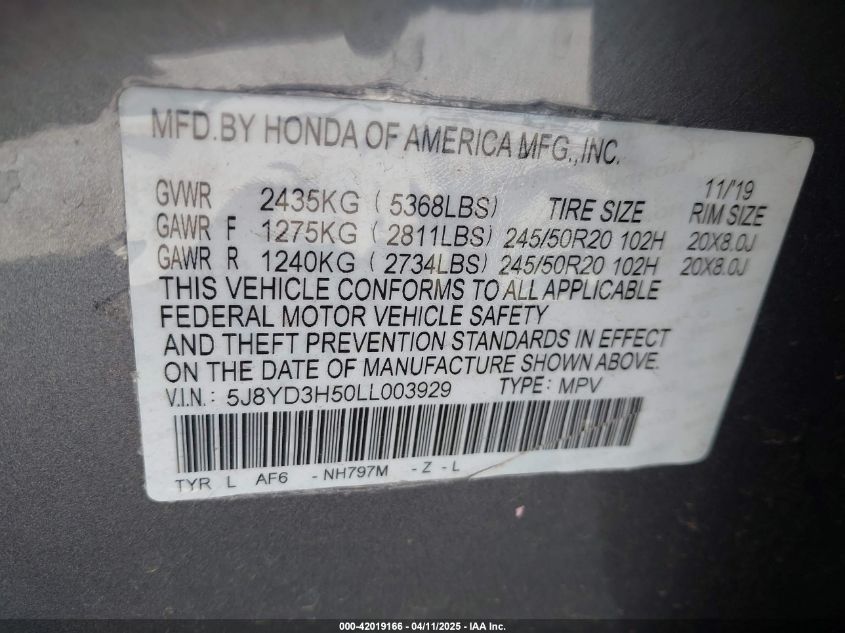 MFD.BY HONDA OF AMERICA MFG.,INC.
11/'19
GVWR 2435KG (5368LBS) TIRE SIZE RIM SIZE
GAWR F 1275KG (2811LBS) 245/50R20 102H 20X8.0J
GAWR R 1240KG (2734LBS) 245/50R20 102H 20X8.0J
THIS VEHICLE CONFORMS TO ALL APPLICABLE
FEDERAL MOTOR VEHICLE SAFETY
AND THEFT PREVENTION STANDARDS IN EFFECT
ON THE DATE OF MANUFACTURE SHOWN ABOVE.
V.I.N.: 5J8YD3H50LL003929 TYPE: MPV
TYR L AF6 -NH797M -Z-L
000-42019166 - 04/11/2025 - IAA Inc.